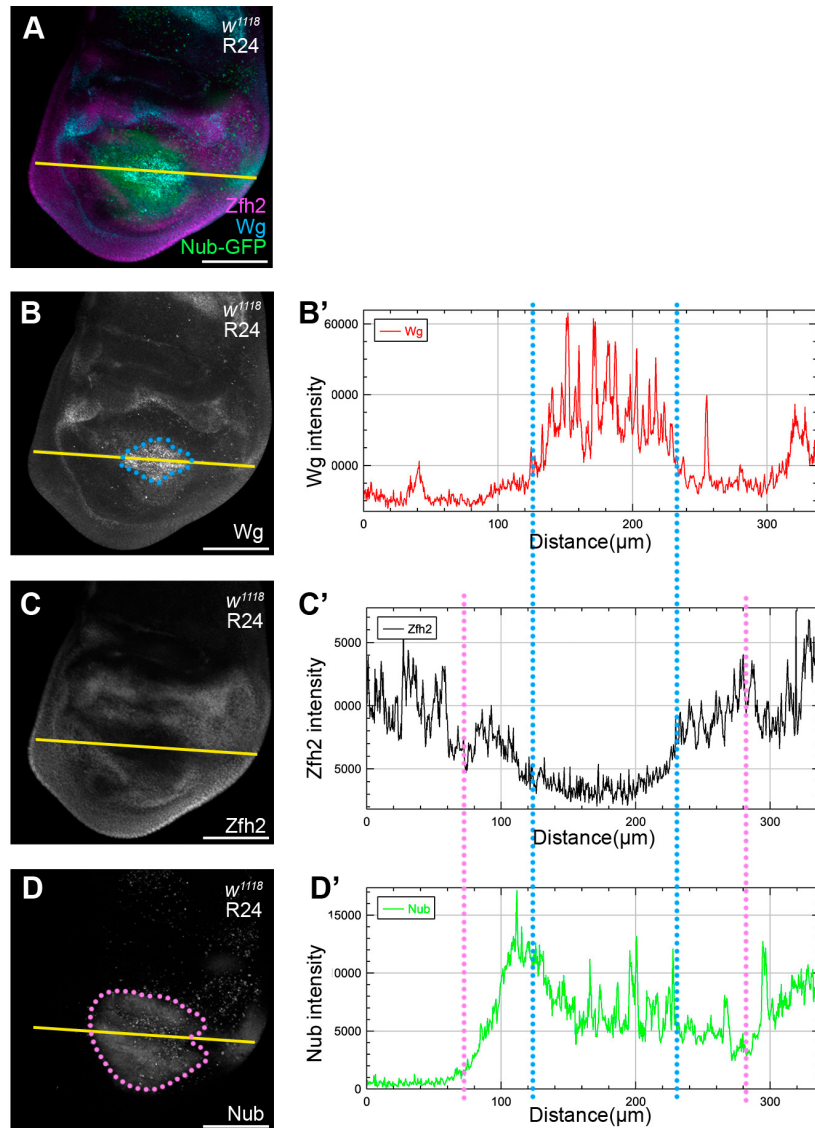 A
w1118
R24
Zfh2
Wg
Nub-GFP
B
w1118
R24
Wg
B'
Wg
60000
0000
0000
Wg intensity
0
100
200
300
Distance(µm)
C
w1118
R24
Zfh2
C'
Zfh2
5000
0000
5000
Zfh2 intensity
0
100
200
300
Distance(µm)
D
w1118
R24
Nub
D'
Nub
15000
0000
5000
0
Nub intensity
0
100
200
300
Distance(µm)